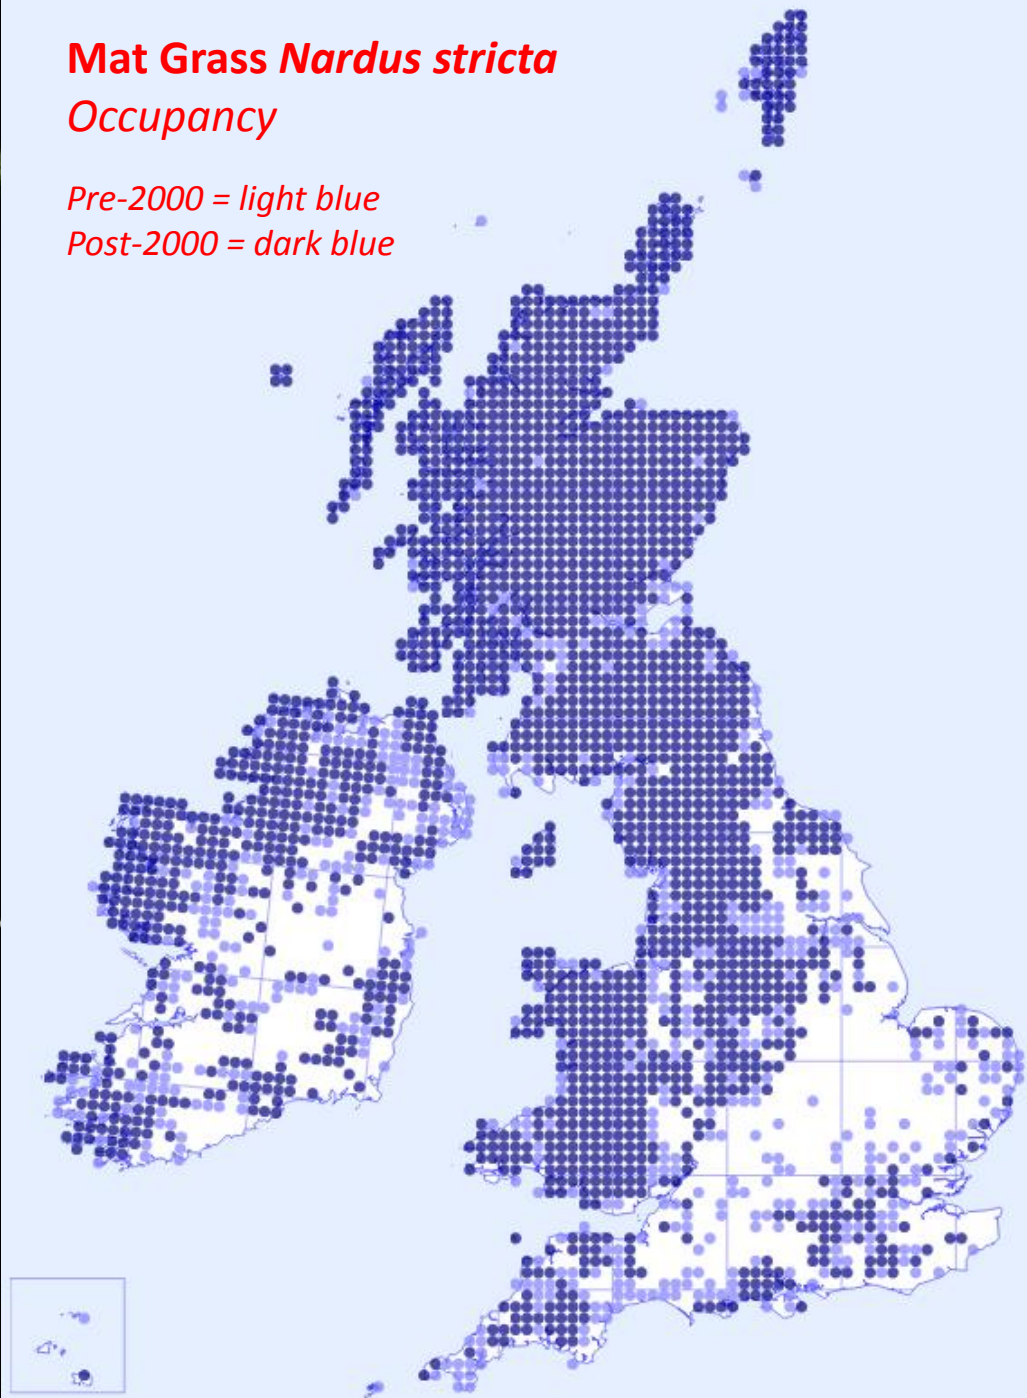 Mat Grass Nardus stricta
Occupancy
Pre-2000 = light blue
Post-2000 = dark blue